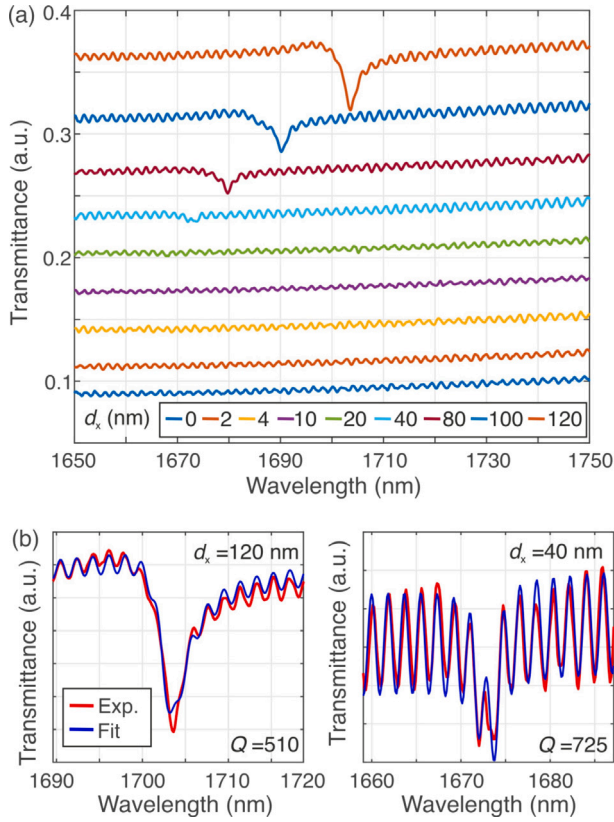 (a)
0.4
0.3
0.2
0.1
Transmittance (a.u.)
dx (nm) 0 2 4 10 20 40 80 100 120
1650 1670 1690 1710 1730 1750
Wavelength (nm)
(b)
dx =120 nm
Transmittance (a.u.)
Exp.
Fit
Q =510
1690 1700 1710 1720
Wavelength (nm)
dx =40 nm
Transmittance (a.u.)
Q =725
1660 1670 1680
Wavelength (nm)